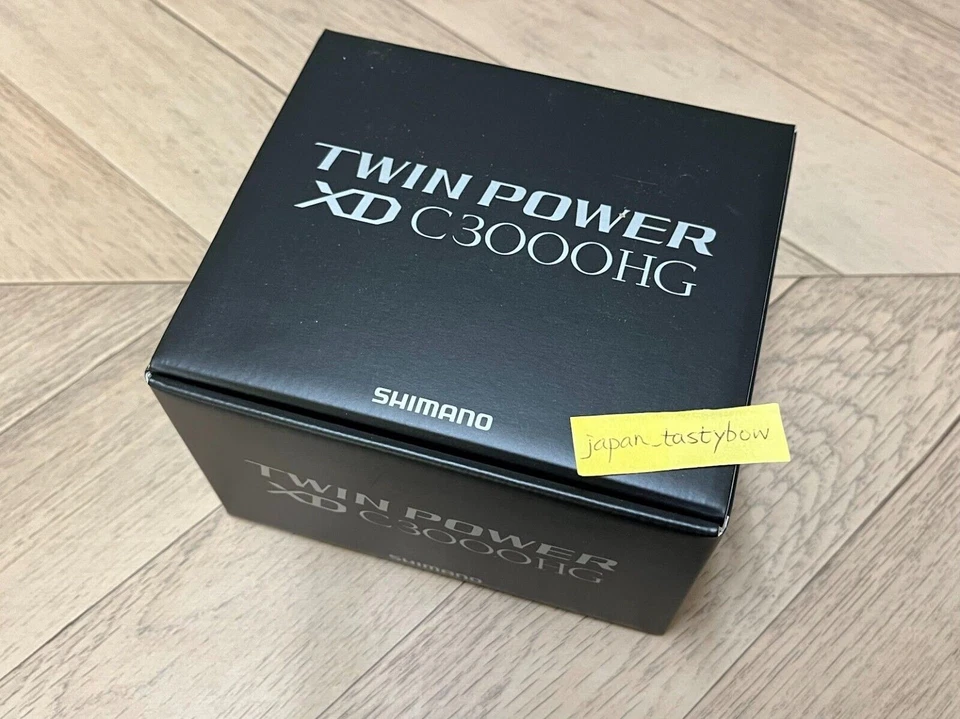 TWIN POWER
XD C3000HG
SHIMANO
japan_tastybow
TWIN POWER
XD C3000HG
SHIMANO